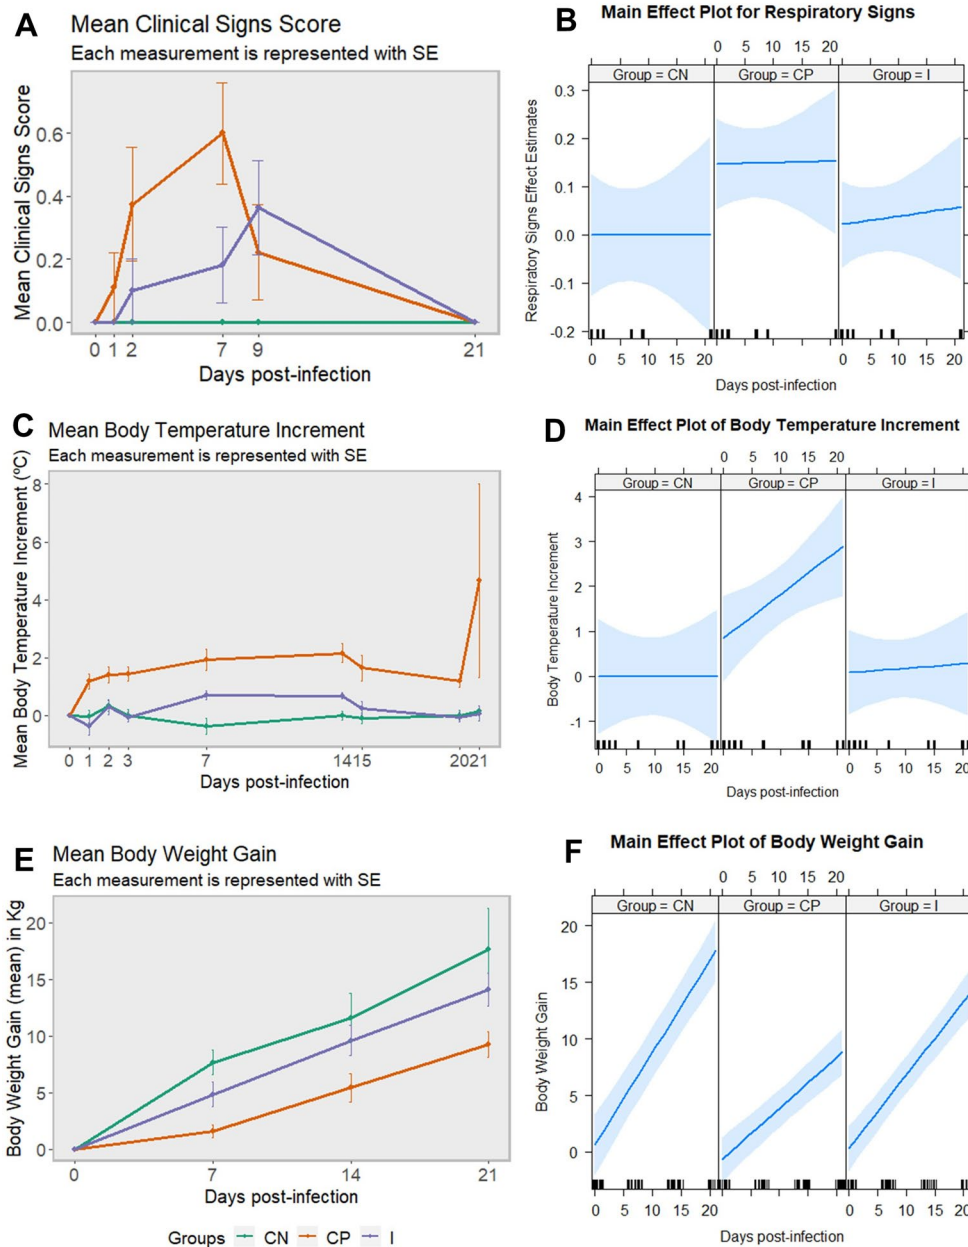 A Mean Clinical Signs Score
Each measurement is represented with SE
Mean Clinical Signs Score
0.6
0.4
0.2
0.0
0 1 2 7 9 21
Days post-infection
B Main Effect Plot for Respiratory Signs
0 5 10 15 20
Group = CN Group = CP Group = I
Respiratory Signs Effect Estimates
0.3
0.2
0.1
0.0
-0.1
-0.2
0 5 10 15 20 0 5 10 15 20
Days post-infection
C Mean Body Temperature Increment
Each measurement is represented with SE
Mean Body Temperature Increment (ºC)
8
6
4
2
0
0 1 2 3 7 1415 2021
Days post-infection
D Main Effect Plot of Body Temperature Increment
0 5 10 15 20
Group = CN Group = CP Group = I
Body Temperature Increment
4
3
2
1
0
-1
0 5 10 15 20 0 5 10 15 20
Days post-infection
E Mean Body Weight Gain
Each measurement is represented with SE
Body Weight Gain (mean) in Kg
20
15
10
5
0
0 7 14 21
Days post-infection
Groups CN CP I
F Main Effect Plot of Body Weight Gain
0 5 10 15 20
Group = CN Group = CP Group = I
Body Weight Gain
20
15
10
5
0
0 5 10 15 20 0 5 10 15 20
Days post-infection